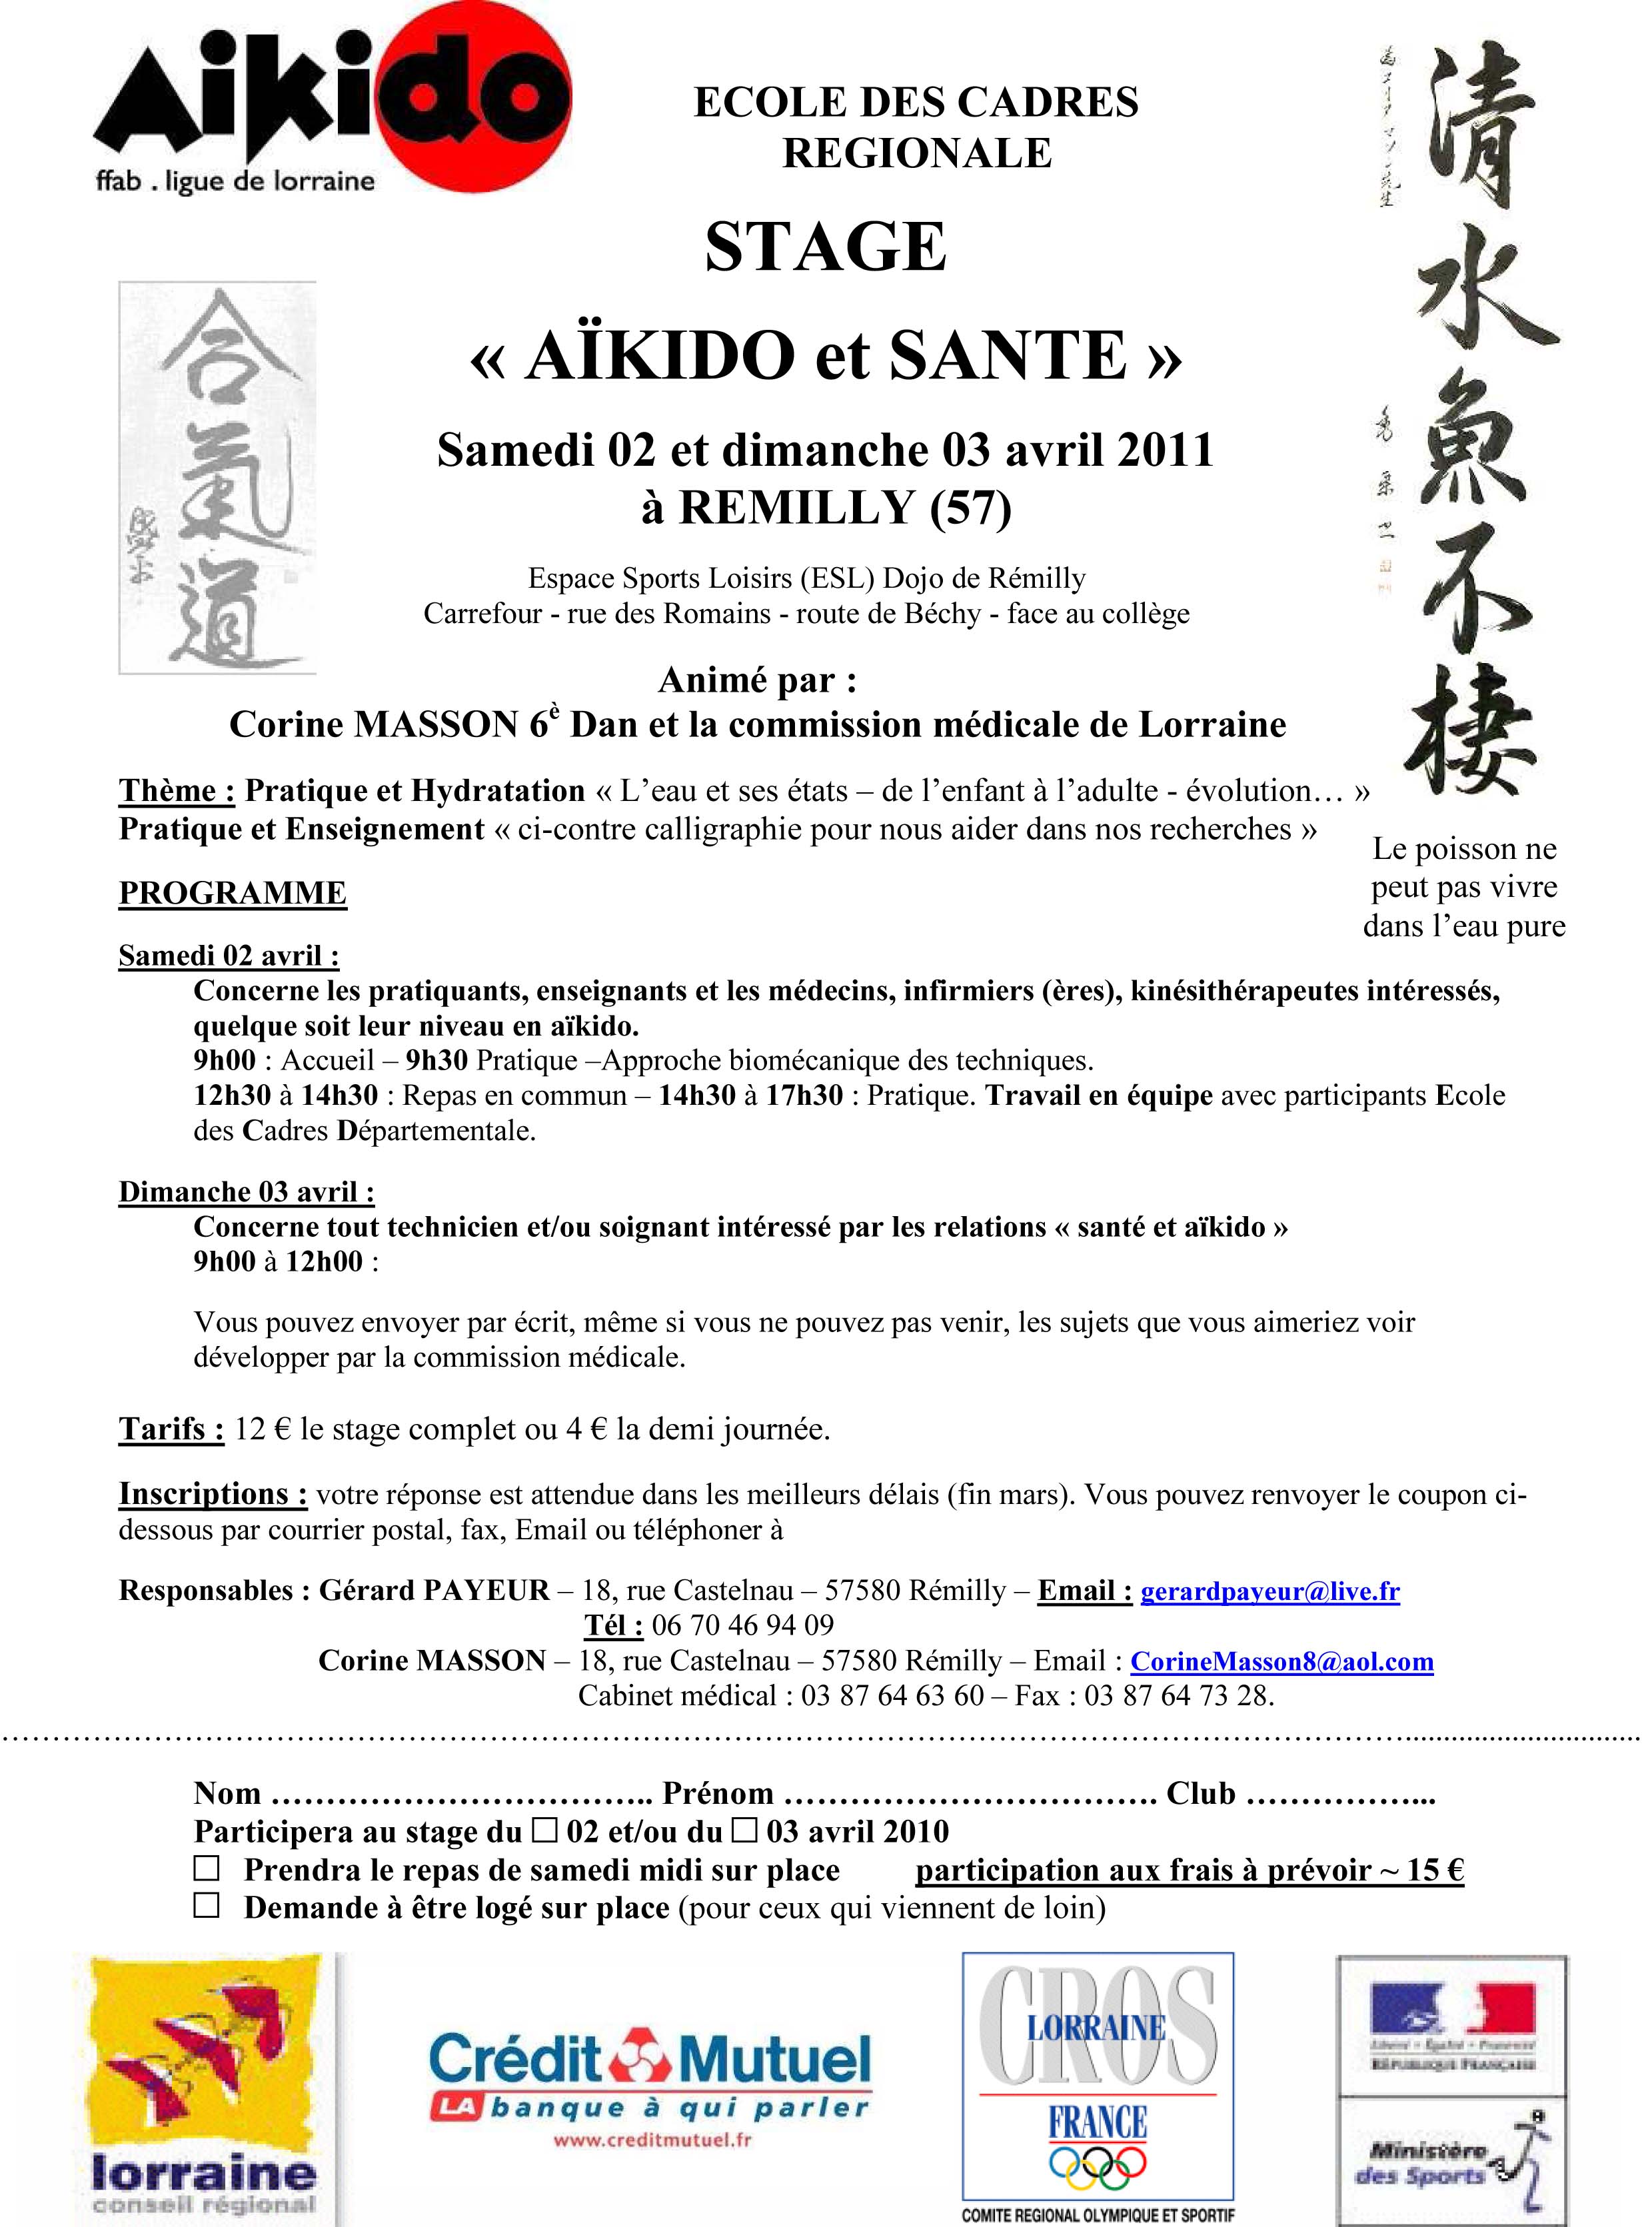 Aikido
ffab . ligue de lorraine
ECOLE DES CADRES
REGIONALE
STAGE
« AÏKIDO et SANTE »
Samedi 02 et dimanche 03 avril 2011
à REMILLY (57)
Espace Sports Loisirs (ESL) Dojo de Rémilly
Carrefour - rue des Romains - route de Béchy - face au collège
合氣道
清水魚不棲
Animé par :
Corine MASSON 6è Dan et la commission médicale de Lorraine
Thème : Pratique et Hydratation « L’eau et ses états – de l’enfant à l’adulte - évolution… »
Pratique et Enseignement « ci-contre calligraphie pour nous aider dans nos recherches »
Le poisson ne
peut pas vivre
dans l’eau pure
PROGRAMME
Samedi 02 avril :
Concerne les pratiquants, enseignants et les médecins, infirmiers (ères), kinésithérapeutes intéressés,
quelque soit leur niveau en aïkido.
9h00 : Accueil – 9h30 Pratique –Approche biomécanique des techniques.
12h30 à 14h30 : Repas en commun – 14h30 à 17h30 : Pratique. Travail en équipe avec participants Ecole
des Cadres Départementale.
Dimanche 03 avril :
Concerne tout technicien et/ou soignant intéressé par les relations « santé et aïkido »
9h00 à 12h00 :
Vous pouvez envoyer par écrit, même si vous ne pouvez pas venir, les sujets que vous aimeriez voir
développer par la commission médicale.
Tarifs : 12 € le stage complet ou 4 € la demi journée.
Inscriptions : votre réponse est attendue dans les meilleurs délais (fin mars). Vous pouvez renvoyer le coupon ci-
dessous par courrier postal, fax, Email ou téléphoner à
Responsables : Gérard PAYEUR – 18, rue Castelnau – 57580 Rémilly – Email : gerardpayeur@live.fr
Tél : 06 70 46 94 09
Corine MASSON – 18, rue Castelnau – 57580 Rémilly – Email : CorineMasson8@aol.com
Cabinet médical : 03 87 64 63 60 – Fax : 03 87 64 73 28.
Nom …………………………….. Prénom ……………………………. Club ……………...
Participera au stage du ☐ 02 et/ou du ☐ 03 avril 2010
☐ Prendra le repas de samedi midi sur place participation aux frais à prévoir ~ 15 €
☐ Demande à être logé sur place (pour ceux qui viennent de loin)
lorraine
conseil régional
Crédit Mutuel
LA banque à qui parler
www.creditmutuel.fr
CROS
LORRAINE
FRANCE
COMITE REGIONAL OLYMPIQUE ET SPORTIF
Liberté • Égalité • Fraternité
RÉPUBLIQUE FRANÇAISE
Ministère
des Sports